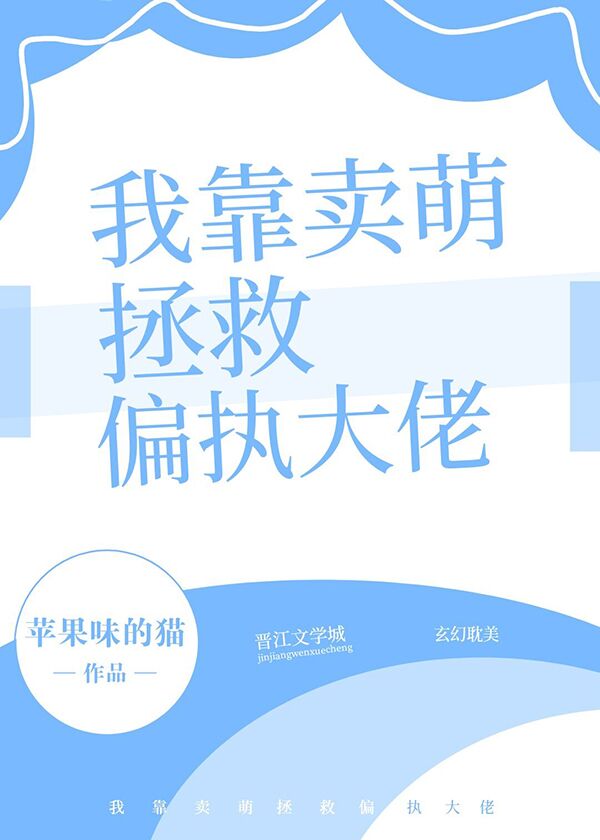 我靠卖萌
拯救
偏执大佬
苹果味的猫
— 作品 —
晋江文学城
jinjiangwenxuecheng
玄幻耽美
我靠卖萌拯救偏执大佬